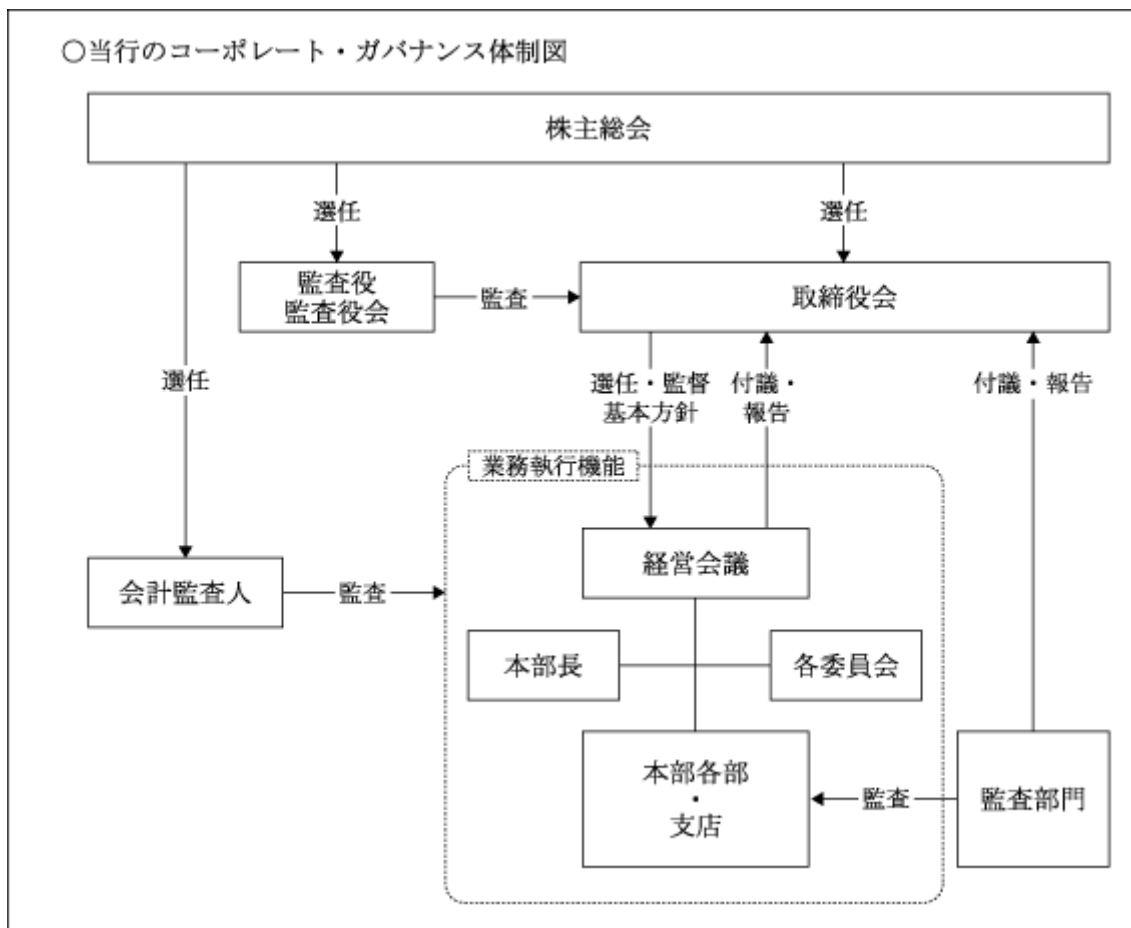 ○当行のコーポレート・ガバナンス体制図
株主総会
選任
選任
監査役
監査役会
監査
取締役会
選任
選任・監督
基本方針
付議・
報告
付議・報告
業務執行機能
経営会議
会計監査人
監査
本部長
各委員会
本部各部
・
支店
監査
監査部門